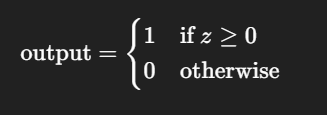 output = { 1 if z ≥ 0
0 otherwise